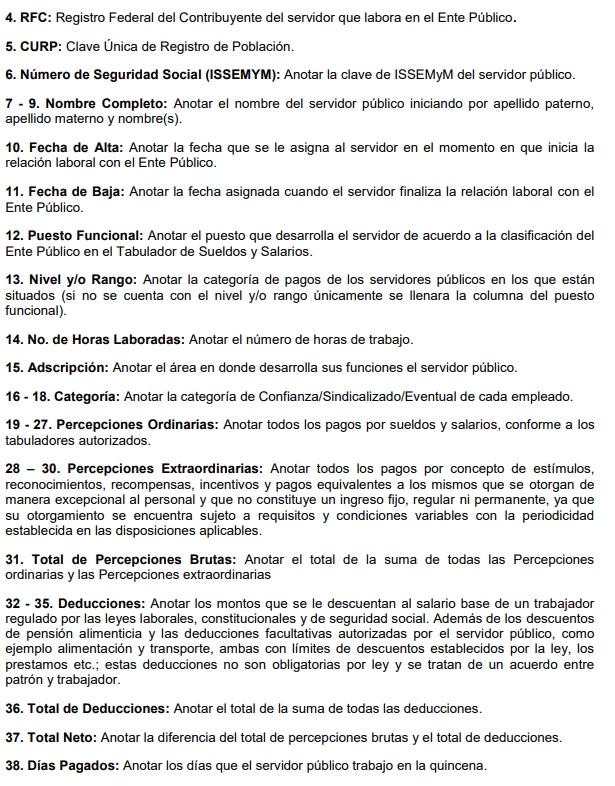 4. RFC: Registro Federal del Contribuyente del servidor que labora en el Ente Público.
5. CURP: Clave Única de Registro de Población.
6. Número de Seguridad Social (ISSEMYM): Anotar la clave de ISSEMyM del servidor público.
7 - 9. Nombre Completo: Anotar el nombre del servidor público iniciando por apellido paterno,
apellido materno y nombre(s).
10. Fecha de Alta: Anotar la fecha que se le asigna al servidor en el momento en que inicia la
relación laboral con el Ente Público.
11. Fecha de Baja: Anotar la fecha asignada cuando el servidor finaliza la relación laboral con el
Ente Público.
12. Puesto Funcional: Anotar el puesto que desarrolla el servidor de acuerdo a la clasificación del
Ente Público en el Tabulador de Sueldos y Salarios.
13. Nivel y/o Rango: Anotar la categoría de pagos de los servidores públicos en los que están
situados (si no se cuenta con el nivel y/o rango únicamente se llenara la columna del puesto
funcional).
14. No. de Horas Laboradas: Anotar el número de horas de trabajo.
15. Adscripción: Anotar el área en donde desarrolla sus funciones el servidor público.
16 - 18. Categoría: Anotar la categoría de Confianza/Sindicalizado/Eventual de cada empleado.
19 - 27. Percepciones Ordinarias: Anotar todos los pagos por sueldos y salarios, conforme a los
tabuladores autorizados.
28 – 30. Percepciones Extraordinarias: Anotar todos los pagos por concepto de estímulos,
reconocimientos, recompensas, incentivos y pagos equivalentes a los mismos que se otorgan de
manera excepcional al personal y que no constituye un ingreso fijo, regular ni permanente, ya que
su otorgamiento se encuentra sujeto a requisitos y condiciones variables con la periodicidad
establecida en las disposiciones aplicables.
31. Total de Percepciones Brutas: Anotar el total de la suma de todas las Percepciones
ordinarias y las Percepciones extraordinarias
32 - 35. Deducciones: Anotar los montos que se le descuentan al salario base de un trabajador
regulado por las leyes laborales, constitucionales y de seguridad social. Además de los descuentos
de pensión alimenticia y las deducciones facultativas autorizadas por el servidor público, como
ejemplo alimentación y transporte, ambas con límites de descuentos establecidos por la ley, los
prestamos etc.; estas deducciones no son obligatorias por ley y se tratan de un acuerdo entre
patrón y trabajador.
36. Total de Deducciones: Anotar el total de la suma de todas las deducciones.
37. Total Neto: Anotar la diferencia del total de percepciones brutas y el total de deducciones.
38. Días Pagados: Anotar los días que el servidor público trabajo en la quincena.